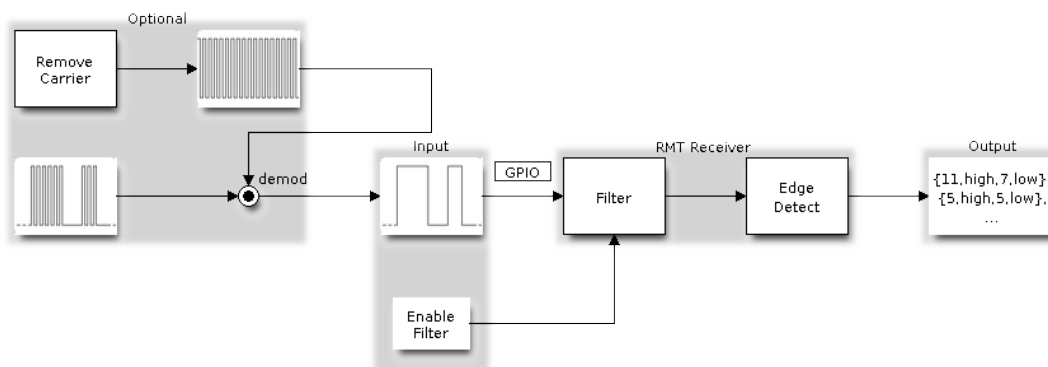 Optional
Remove
Carrier
demod
Input
GPIO
Enable
Filter
RMT Receiver
Filter
Edge
Detect
Output
{11,high,7,low}
{5,high,5,low},
...